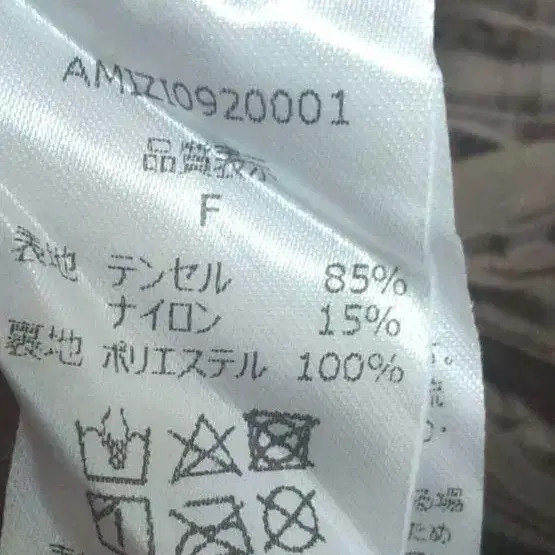 AMIZI0920001
品質表示
F
表地 テンセル 85%
ナイロン 15%
裏地 ポリエステル 100%